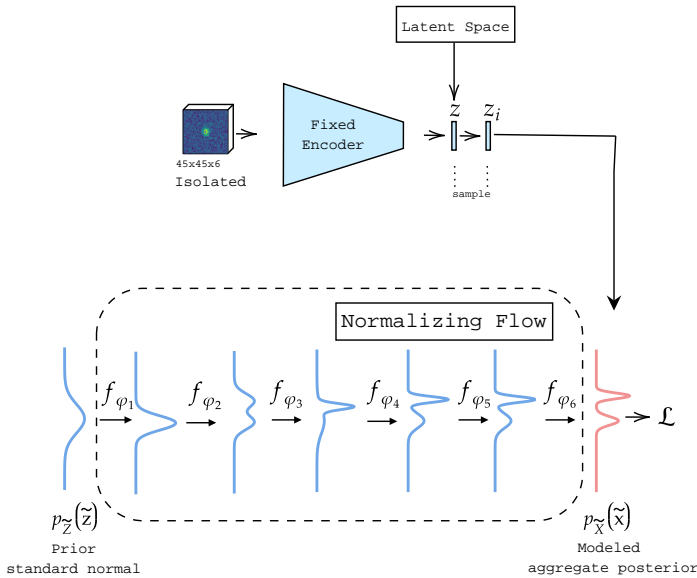 Latent Space
z
z_i
Fixed
Encoder
45x45x6
Isolated
sample
Normalizing Flow
f_φ₁
f_φ₂
f_φ₃
f_φ₄
f_φ₅
f_φ₆
ℒ
p_Z̃(z̃)
p_X̃(x̃)
Prior
standard normal
Modeled
aggregate posterior